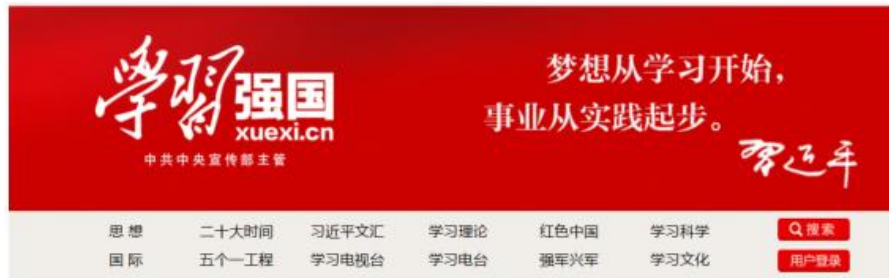 學習强国
xuexi.cn
中共中央宣传部主管
梦想从学习开始，
事业从实践起步。
习近平
思想 二十大时间 习近平文汇 学习理论 红色中国 学习科学 搜索
国际 五个一工程 学习电视台 学习电台 强军兴军 学习文化 用户登录